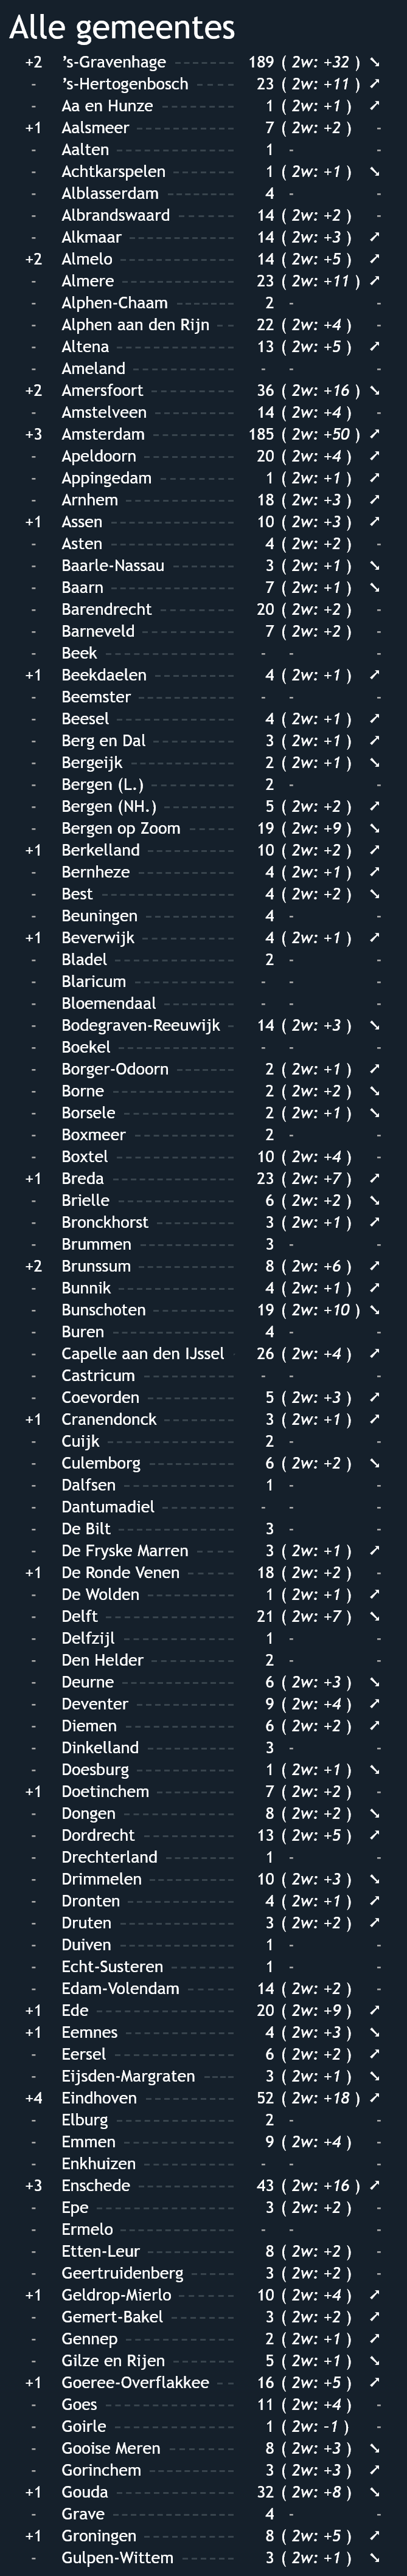 Alle gemeentes
+2 's-Gravenhage 189 ( 2w: +32 ) ➘
- 's-Hertogenbosch 23 ( 2w: +11 ) ➚
- Aa en Hunze 1 ( 2w: +1 ) ➚
+1 Aalsmeer 7 ( 2w: +2 ) -
- Aalten 1 - -
- Achtkarspelen 1 ( 2w: +1 ) ➘
- Alblasserdam 4 - -
- Albrandswaard 14 ( 2w: +2 ) -
- Alkmaar 14 ( 2w: +3 ) ➚
+2 Almelo 14 ( 2w: +5 ) ➚
- Almere 23 ( 2w: +11 ) ➚
- Alphen-Chaam 2 - -
- Alphen aan den Rijn 22 ( 2w: +4 ) -
- Altena 13 ( 2w: +5 ) ➚
- Ameland - - -
+2 Amersfoort 36 ( 2w: +16 ) ➘
- Amstelveen 14 ( 2w: +4 ) -
+3 Amsterdam 185 ( 2w: +50 ) ➚
- Apeldoorn 20 ( 2w: +4 ) ➚
- Appingedam 1 ( 2w: +1 ) ➚
- Arnhem 18 ( 2w: +3 ) ➚
+1 Assen 10 ( 2w: +3 ) ➚
- Asten 4 ( 2w: +2 ) -
- Baarle-Nassau 3 ( 2w: +1 ) ➘
- Baarn 7 ( 2w: +1 ) ➘
- Barendrecht 20 ( 2w: +2 ) -
- Barneveld 7 ( 2w: +2 ) -
- Beek - - -
+1 Beekdaelen 4 ( 2w: +1 ) ➚
- Beemster - - -
- Beesel 4 ( 2w: +1 ) ➚
- Berg en Dal 3 ( 2w: +1 ) ➚
- Bergeijk 2 ( 2w: +1 ) ➘
- Bergen (L.) 2 - -
- Bergen (NH.) 5 ( 2w: +2 ) ➚
- Bergen op Zoom 19 ( 2w: +9 ) ➘
+1 Berkelland 10 ( 2w: +2 ) ➚
- Bernheze 4 ( 2w: +1 ) ➚
- Best 4 ( 2w: +2 ) ➘
- Beuningen 4 - -
+1 Beverwijk 4 ( 2w: +1 ) ➚
- Bladel 2 - -
- Blaricum - - -
- Bloemendaal - - -
- Bodegraven-Reeuwijk 14 ( 2w: +3 ) ➘
- Boekel - - -
- Borger-Odoorn 2 ( 2w: +1 ) ➚
- Borne 2 ( 2w: +2 ) ➘
- Borsele 2 ( 2w: +1 ) ➘
- Boxmeer 2 - -
- Boxtel 10 ( 2w: +4 ) -
+1 Breda 23 ( 2w: +7 ) ➚
- Brielle 6 ( 2w: +2 ) ➘
- Bronckhorst 3 ( 2w: +1 ) ➚
- Brummen 3 - -
+2 Brunssum 8 ( 2w: +6 ) ➚
- Bunnik 4 ( 2w: +1 ) ➚
- Bunschoten 19 ( 2w: +10 ) ➘
- Buren 4 - -
- Capelle aan den IJssel 26 ( 2w: +4 ) ➚
- Castricum - - -
- Coevorden 5 ( 2w: +3 ) ➚
+1 Cranendonck 3 ( 2w: +1 ) ➚
- Cuijk 2 - -
- Culemborg 6 ( 2w: +2 ) ➘
- Dalfsen 1 - -
- Dantumadiel - - -
- De Bilt 3 - -
- De Fryske Marren 3 ( 2w: +1 ) ➚
+1 De Ronde Venen 18 ( 2w: +2 ) -
- De Wolden 1 ( 2w: +1 ) ➚
- Delft 21 ( 2w: +7 ) ➘
- Delfzijl 1 - -
- Den Helder 2 - -
- Deurne 6 ( 2w: +3 ) ➘
- Deventer 9 ( 2w: +4 ) ➚
- Diemen 6 ( 2w: +2 ) ➚
- Dinkelland 3 - -
- Doesburg 1 ( 2w: +1 ) ➘
+1 Doetinchem 7 ( 2w: +2 ) -
- Dongen 8 ( 2w: +2 ) ➘
- Dordrecht 13 ( 2w: +5 ) ➚
- Drechterland 1 - -
- Drimmelen 10 ( 2w: +3 ) ➘
- Dronten 4 ( 2w: +1 ) ➚
- Druten 3 ( 2w: +2 ) ➚
- Duiven 1 - -
- Echt-Susteren 1 - -
- Edam-Volendam 14 ( 2w: +2 ) -
+1 Ede 20 ( 2w: +9 ) ➚
+1 Eemnes 4 ( 2w: +3 ) ➘
- Eersel 6 ( 2w: +2 ) ➚
- Eijsden-Margraten 3 ( 2w: +1 ) ➘
+4 Eindhoven 52 ( 2w: +18 ) ➚
- Elburg 2 - -
- Emmen 9 ( 2w: +4 ) -
- Enkhuizen - - -
+3 Enschede 43 ( 2w: +16 ) ➚
- Epe 3 ( 2w: +2 ) -
- Ermelo - - -
- Etten-Leur 8 ( 2w: +2 ) -
- Geertruidenberg 3 ( 2w: +2 ) -
+1 Geldrop-Mierlo 10 ( 2w: +4 ) ➚
- Gemert-Bakel 3 ( 2w: +2 ) ➚
- Gennep 2 ( 2w: +1 ) ➚
- Gilze en Rijen 5 ( 2w: +1 ) ➘
+1 Goeree-Overflakkee 16 ( 2w: +5 ) ➚
- Goes 11 ( 2w: +4 ) -
- Goirle 1 ( 2w: -1 ) -
- Gooise Meren 8 ( 2w: +3 ) ➘
- Gorinchem 3 ( 2w: +3 ) ➚
+1 Gouda 32 ( 2w: +8 ) ➘
- Grave 4 - -
+1 Groningen 8 ( 2w: +5 ) ➚
- Gulpen-Wittem 3 ( 2w: +1 ) ➘